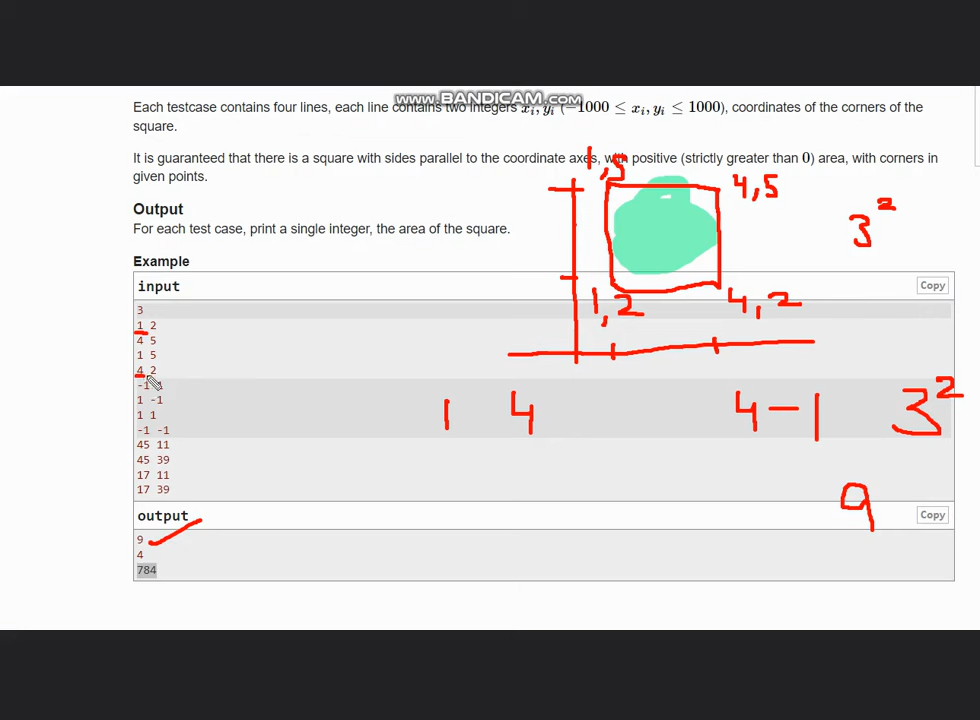 www.BANDICAM.com
Each testcase contains four lines, each line contains two integers xᵢ, yᵢ (−1000 ≤ xᵢ, yᵢ ≤ 1000), coordinates of the corners of the
square.
It is guaranteed that there is a square with sides parallel to the coordinate axes, with positive (strictly greater than 0) area, with corners in
given points.
1,5
4,5
3²
Output
For each test case, print a single integer, the area of the square.
Example
input
Copy
1,2
4,2
3
1 2
4 5
1 5
4 2
-1
1 -1
1 1
-1 -1
45 11
45 39
17 11
17 39
1 4
4-1
3²
9
output
Copy
9
4
784